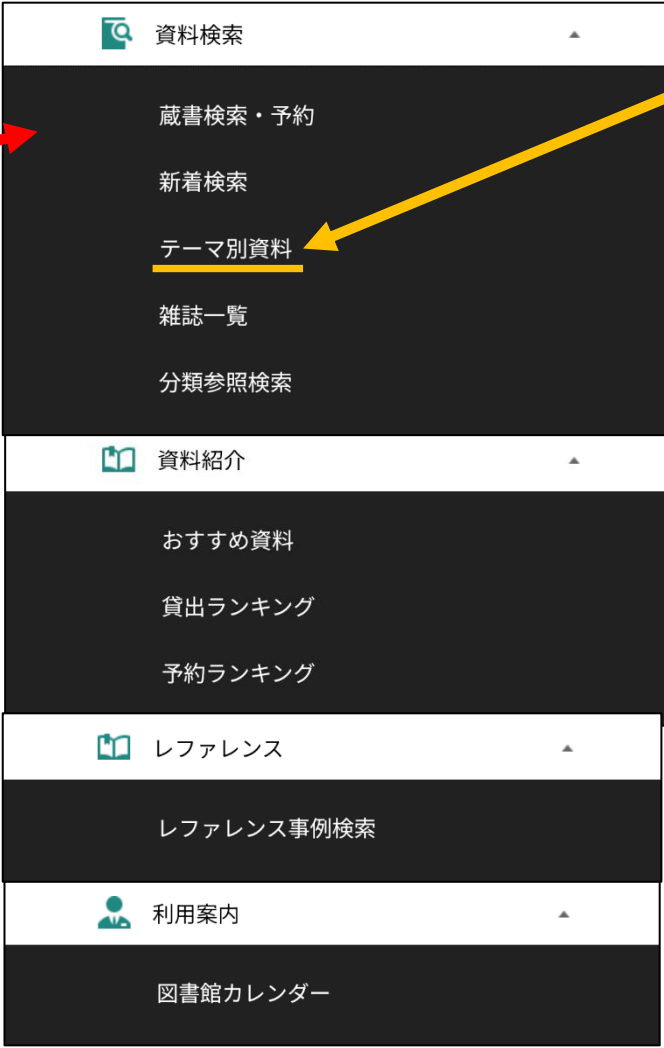 資料検索
蔵書検索・予約
新着検索
テーマ別資料
雑誌一覧
分類参照検索
資料紹介
おすすめ資料
貸出ランキング
予約ランキング
レファレンス
レファレンス事例検索
利用案内
図書館カレンダー